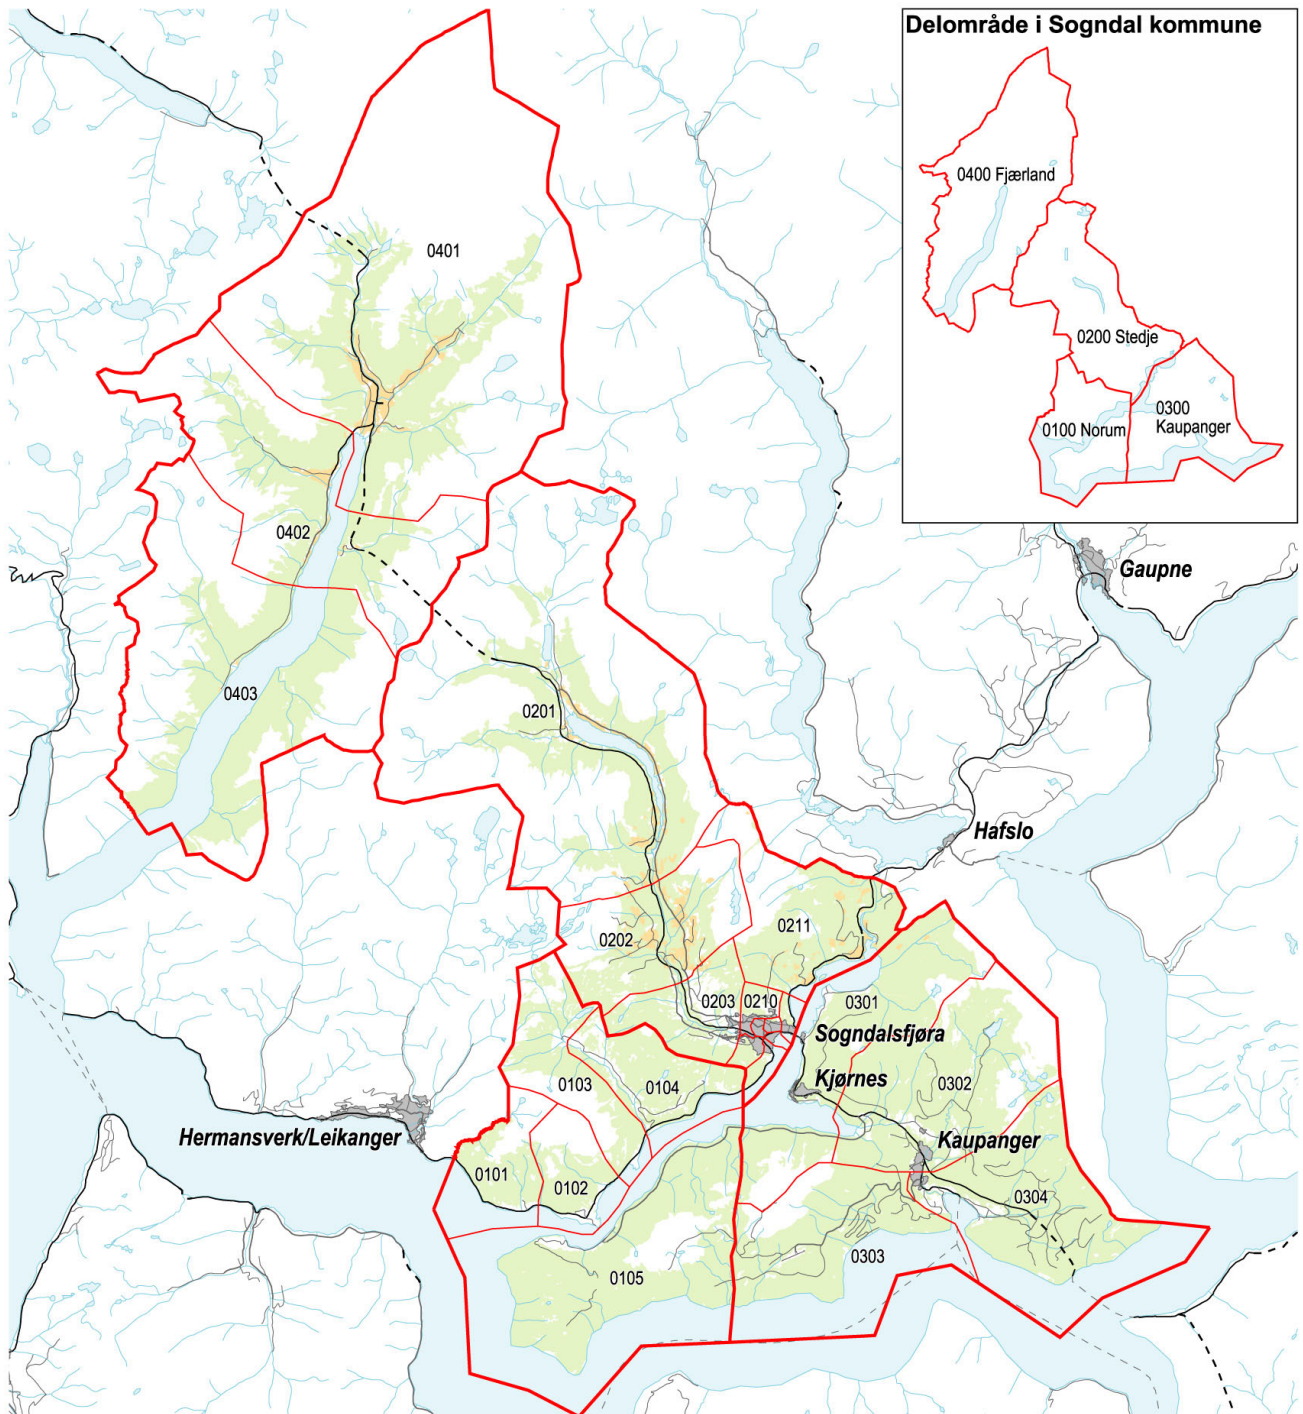 Delområde i Sogndal kommune
0400 Fjærland
0200 Stedje
0300
Kaupanger
0100 Norum
0401
0402
0403
0201
0202
0211
0203
0210
0301
0302
0303
0304
0103
0104
0101
0102
0105
Gaupne
Hafslo
Sogndalsfjøra
Kjørnes
Kaupanger
Hermansverk/Leikanger